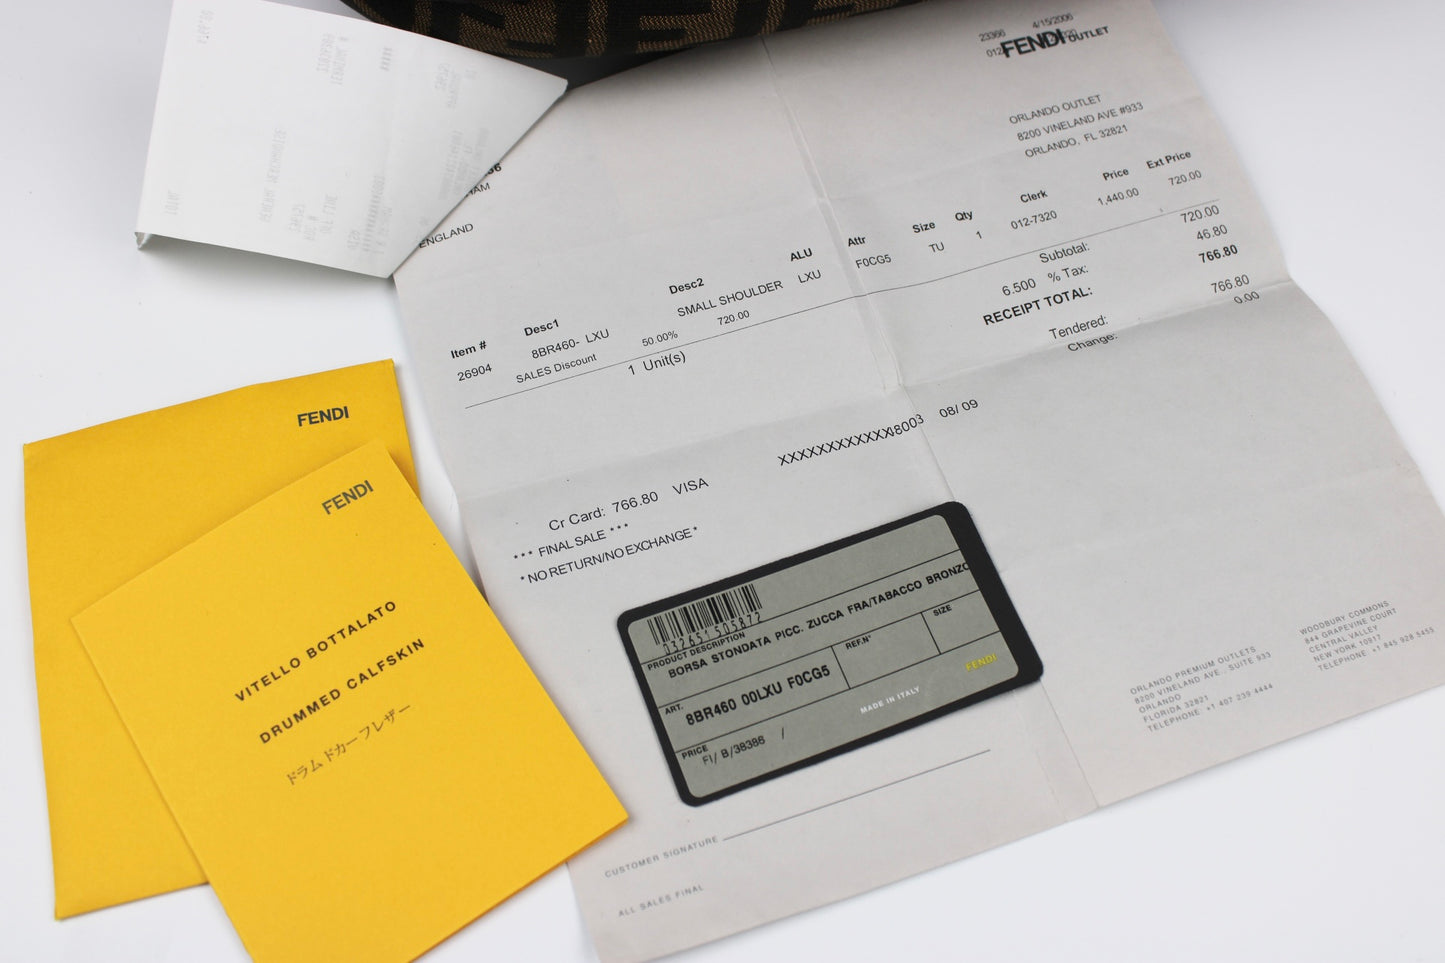 23366 4/15/2006
FENDI OUTLET
ORLANDO OUTLET
8200 VINELAND AVE #933
ORLANDO, FL 32821
ENGLAND
Item # Desc1 Desc2 ALU Attr Size Qty Clerk Price Ext Price
26904 8BR460- LXU SMALL SHOULDER LXU F0CG5 TU 1 012-7320 1,440.00 720.00
SALES Discount 50.00% 720.00
1 Unit(s)
Subtotal: 720.00
6.500 % Tax: 46.80
RECEIPT TOTAL: 766.80
Tendered: 766.80
Change: 0.00
XXXXXXXXXXXX8003 08/ 09
Cr Card: 766.80 VISA
*** FINAL SALE ***
* NO RETURN/NO EXCHANGE *
FENDI
FENDI
VITELLO BOTTALATO
DRUMMED CALFSKIN
ドラムドカーフレザー
032651505872
PRODUCT DESCRIPTION
BORSA STONDATA PICC. ZUCCA FRA/TABACCO BRONZO
ART.
8BR460 00LXU F0CG5
REF.N°
SIZE
PRICE
FI/ B/38386 /
MADE IN ITALY
FENDI
CUSTOMER SIGNATURE
ALL SALES FINAL
ORLANDO PREMIUM OUTLETS
8200 VINELAND AVE., SUITE 933
ORLANDO
FLORIDA 32821
TELEPHONE: +1 407 239 4444
WOODBURY COMMONS
844 GRAPEVINE COURT
CENTRAL VALLEY
NEW YORK 10917
TELEPHONE: +1 845 928 5455